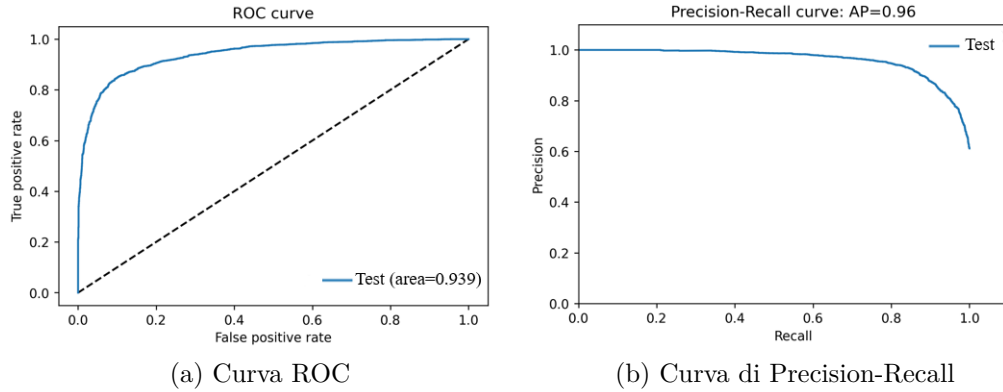 ROC curve
1.0
0.8
0.6
0.4
0.2
0.0
True positive rate
Test (area=0.939)
0.0 0.2 0.4 0.6 0.8 1.0
False positive rate
(a) Curva ROC
Precision-Recall curve: AP=0.96
Test
1.0
0.8
0.6
0.4
0.2
0.0
Precision
0.0 0.2 0.4 0.6 0.8 1.0
Recall
(b) Curva di Precision-Recall